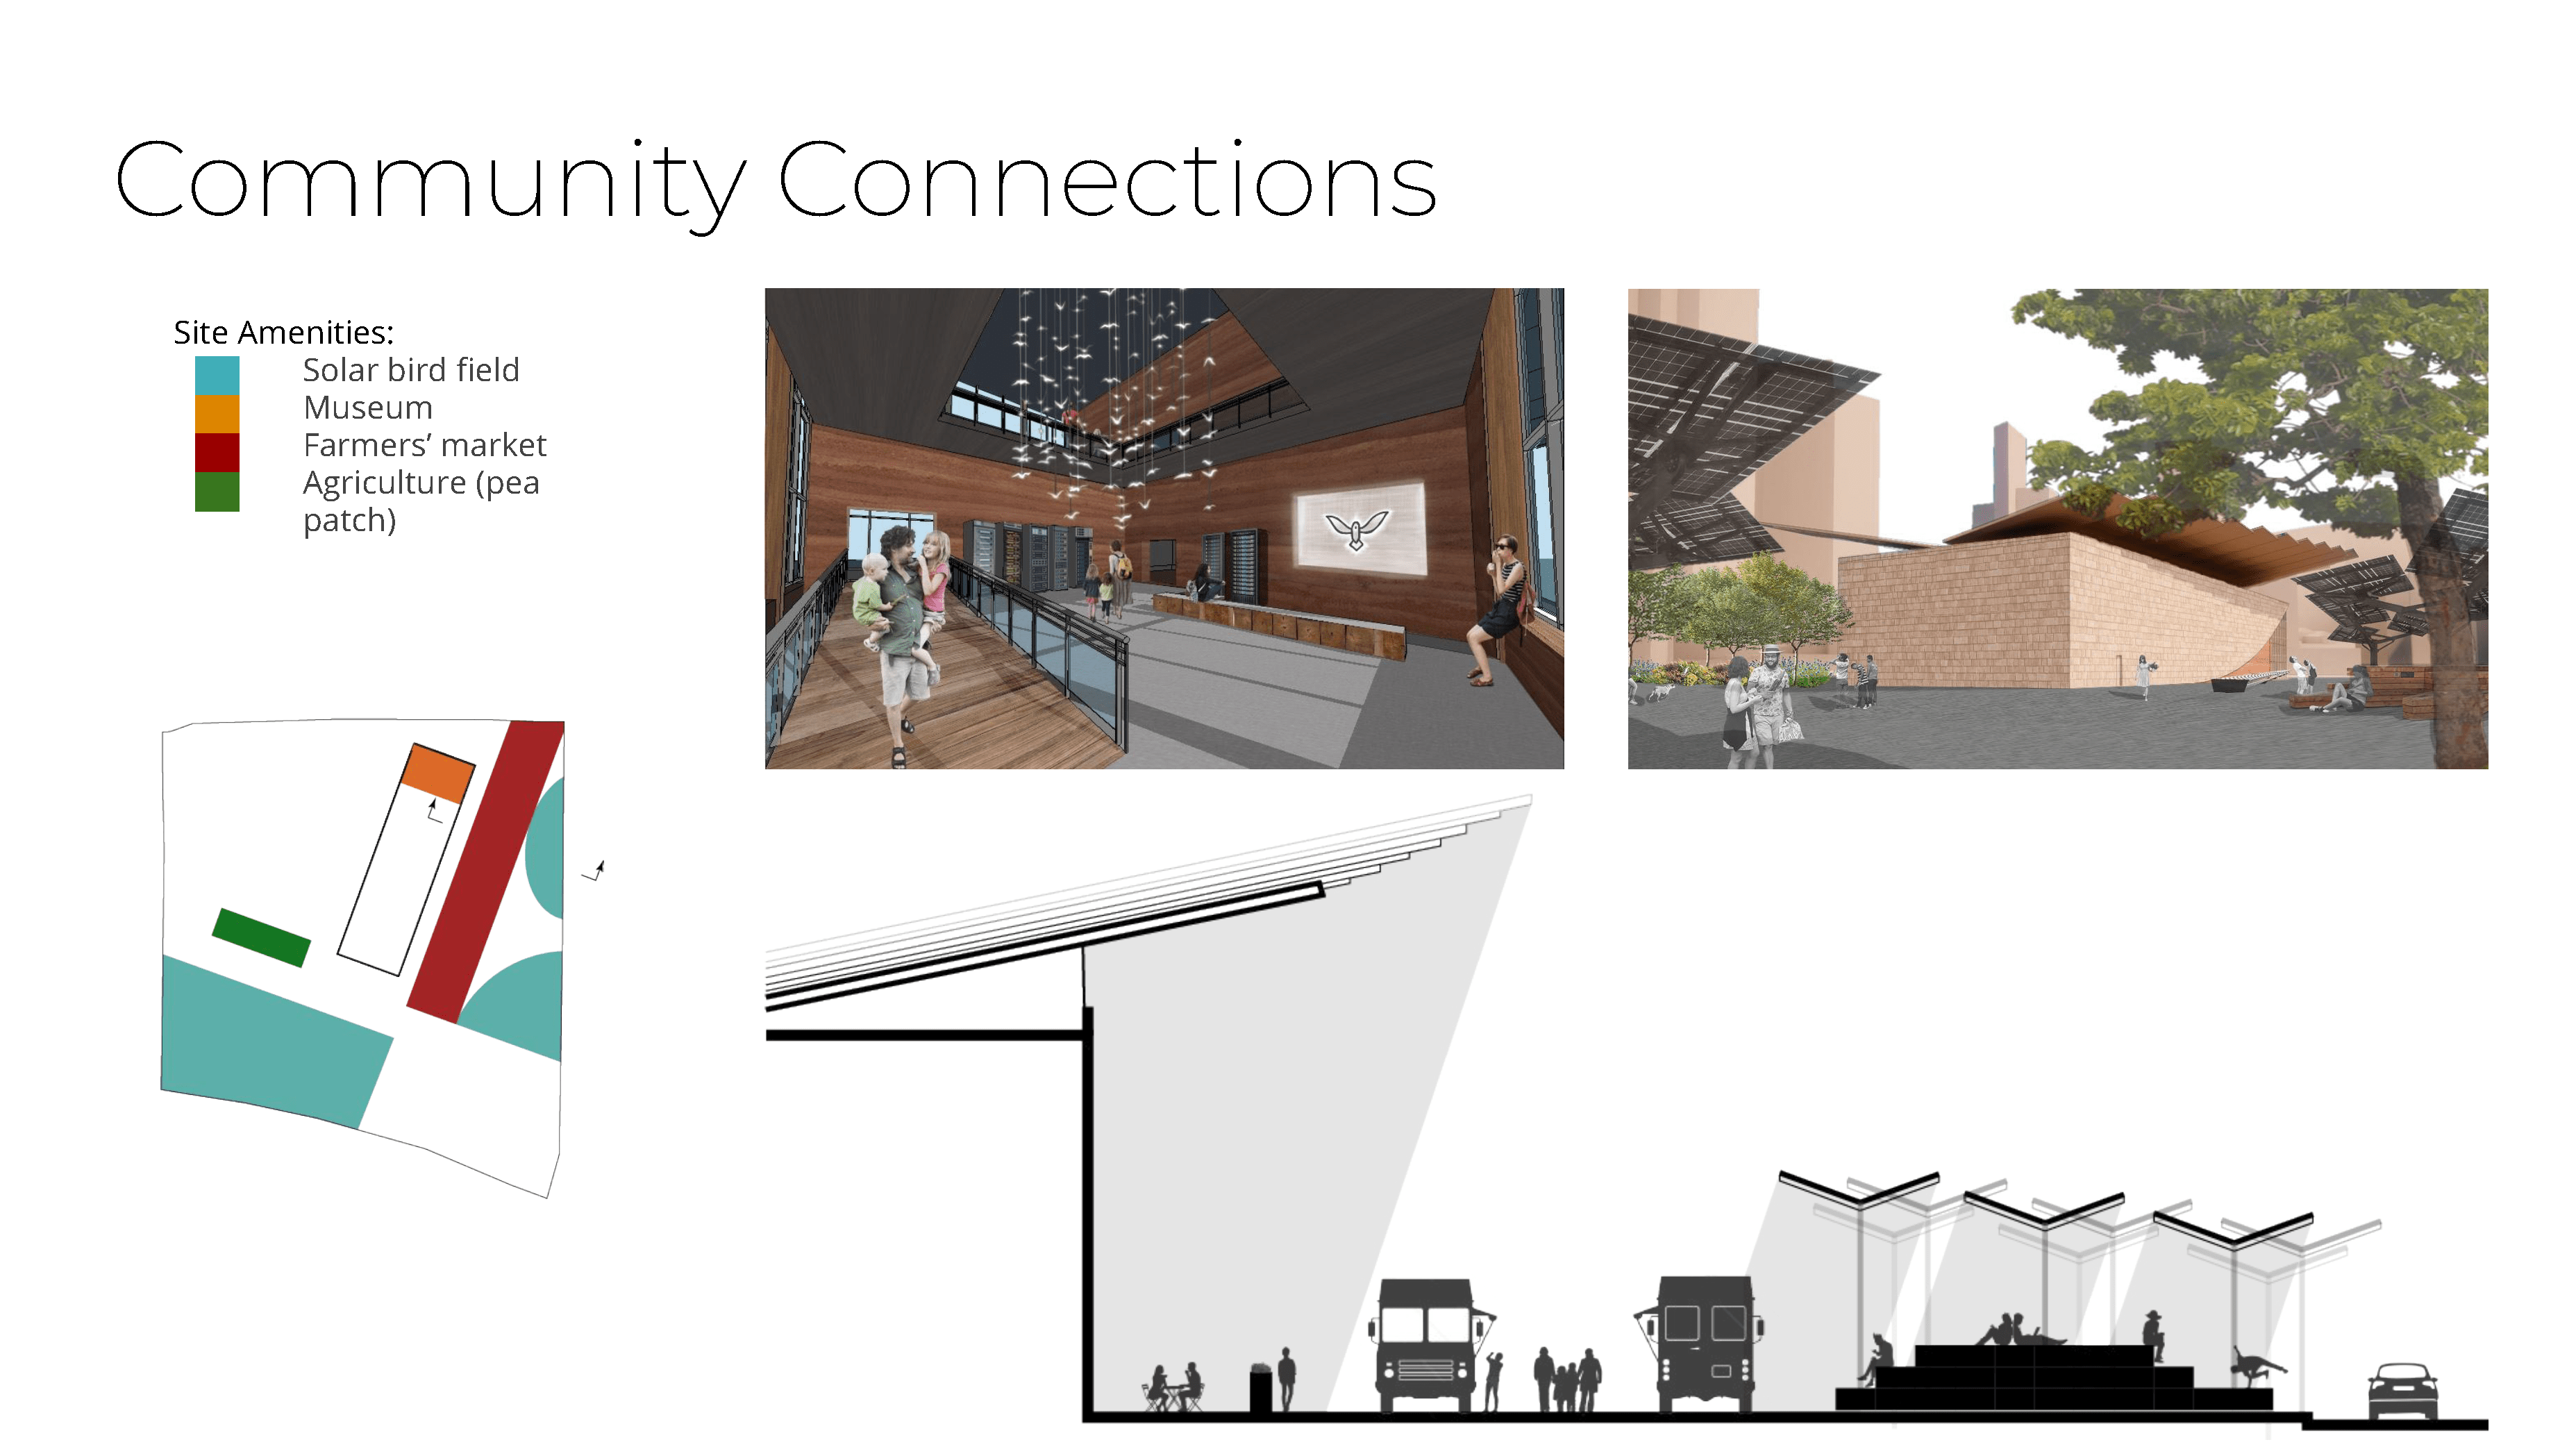 Community Connections
Site Amenities:
Solar bird field
Museum
Farmers’ market
Agriculture (pea
patch)